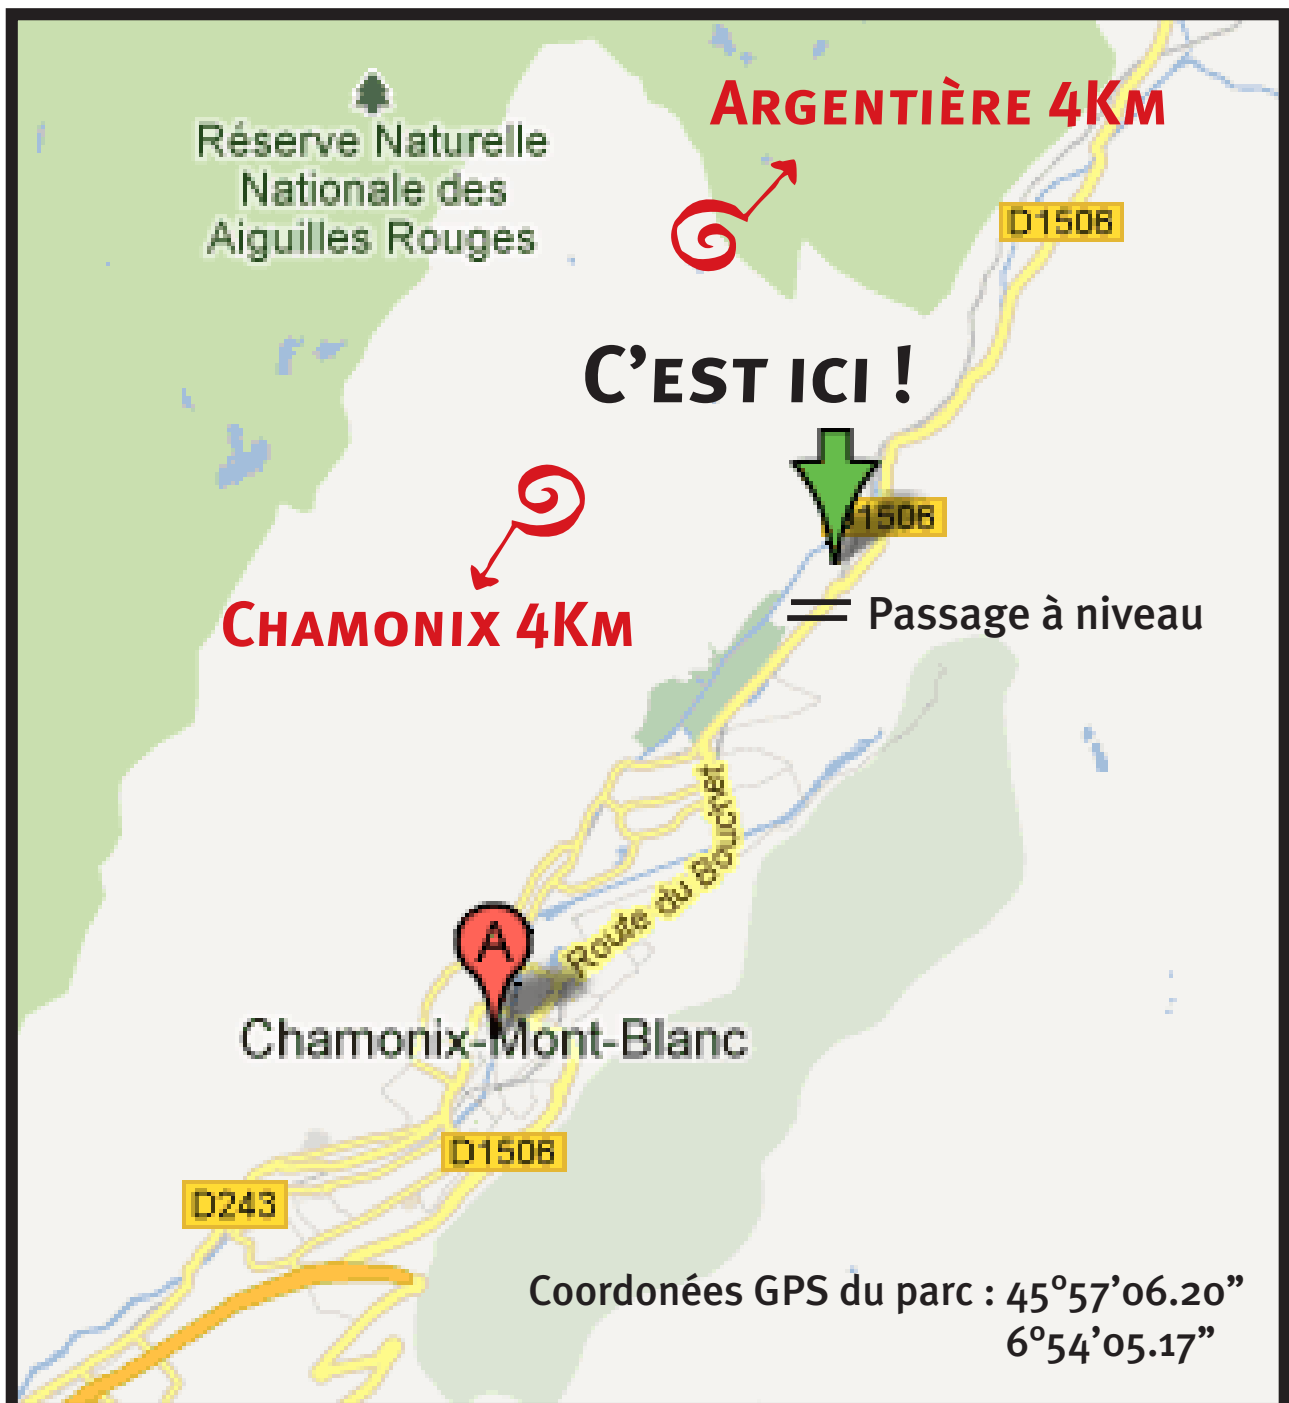 ARGENTIÈRE 4KM
Réserve Naturelle
Nationale des
Aiguilles Rouges
D1506
C'EST ICI !
D1506
CHAMONIX 4KM
Passage à niveau
Route du Bouchet
A
Chamonix-Mont-Blanc
D1506
D243
Coordonées GPS du parc : 45°57'06.20"
6°54'05.17"